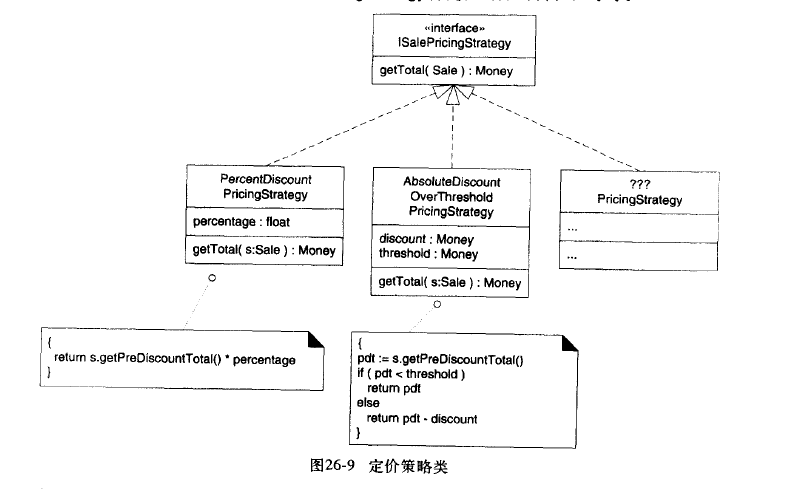 «interface»
ISalePricingStrategy
getTotal( Sale ) : Money
PercentDiscount
PricingStrategy
percentage : float
getTotal( s:Sale ) : Money
AbsoluteDiscount
OverThreshold
PricingStrategy
discount : Money
threshold : Money
getTotal( s:Sale ) : Money
???
PricingStrategy
...
...
{
return s.getPreDiscountTotal() * percentage
}
{
pdt := s.getPreDiscountTotal()
if ( pdt < threshold )
return pdt
else
return pdt - discount
}
图26-9 定价策略类